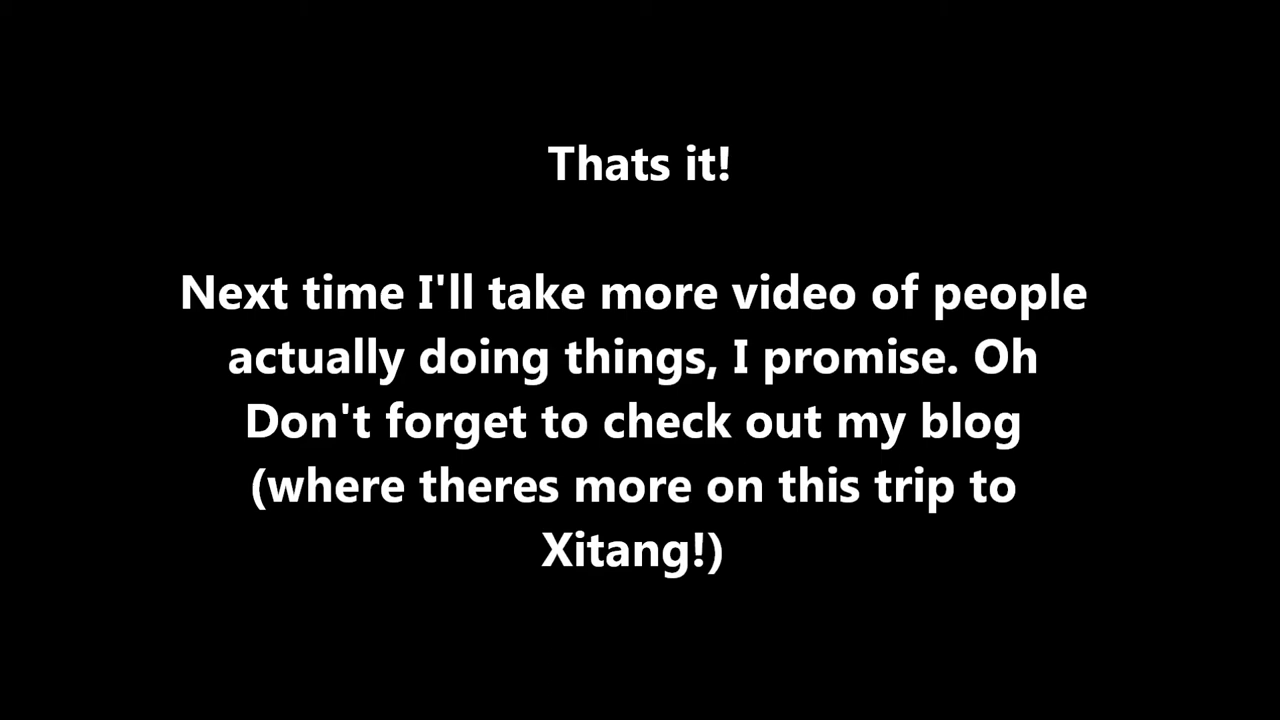 Thats it!
Next time I'll take more video of people
actually doing things, I promise. Oh
Don't forget to check out my blog
(where theres more on this trip to
Xitang!)